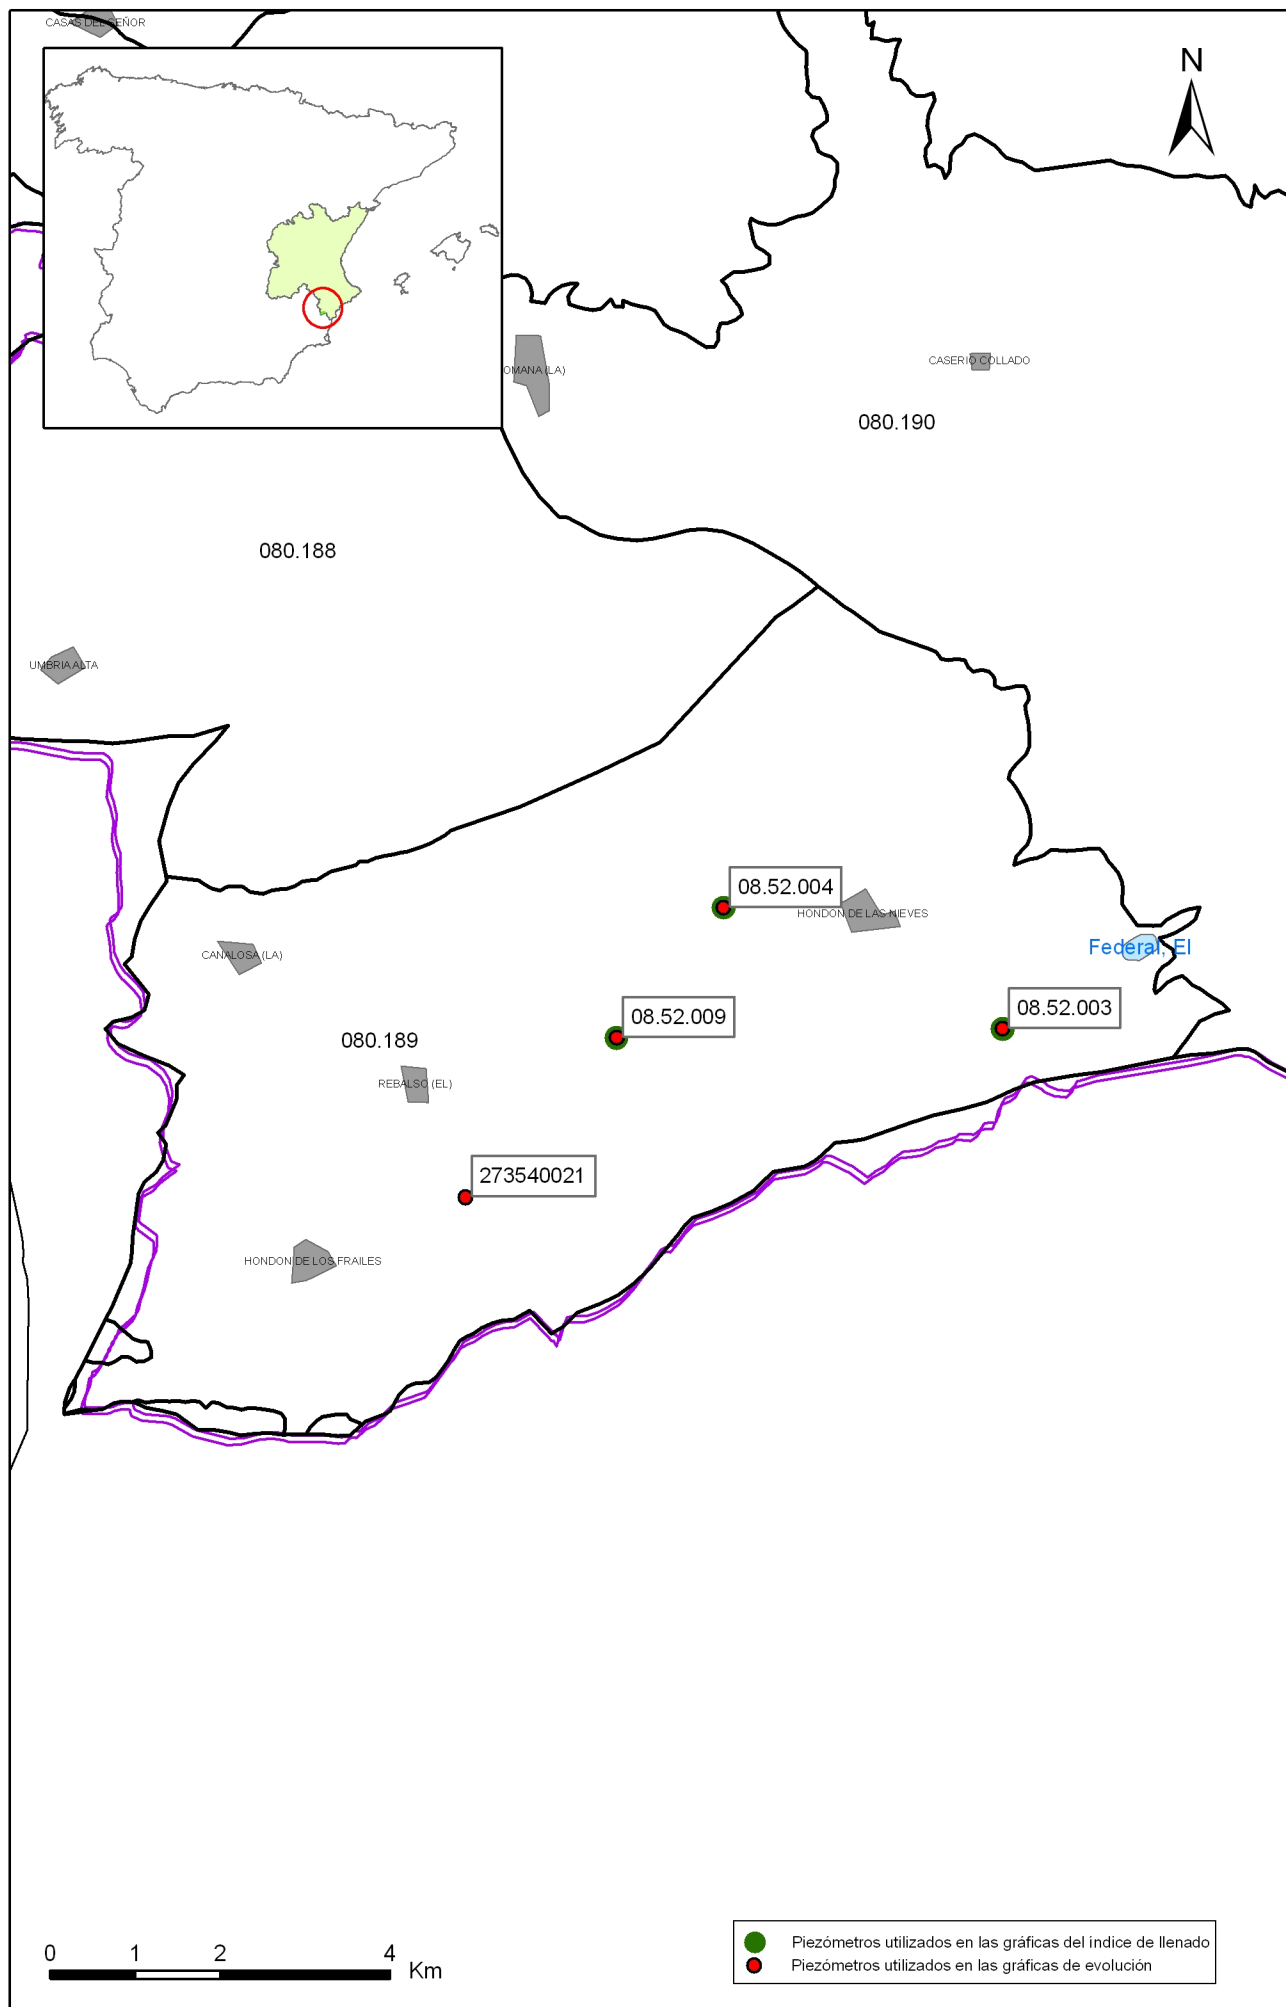 CASAS DEL SEÑOR
N
OMANA (LA)
CASERIO COLLADO
080.190
080.188
UMBRIA ALTA
08.52.004
HONDON DE LAS NIEVES
Federal, El
CANALOSA (LA)
08.52.009
08.52.003
080.189
REBALSO (EL)
273540021
HONDON DE LOS FRAILES
0 1 2 4
Km
Piezómetros utilizados en las gráficas del índice de llenado
Piezómetros utilizados en las gráficas de evolución